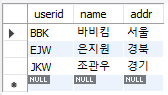 userid name addr
BBK 바비킴 서울
EJW 은지원 경북
JKW 조관우 경기
NULL NULL NULL